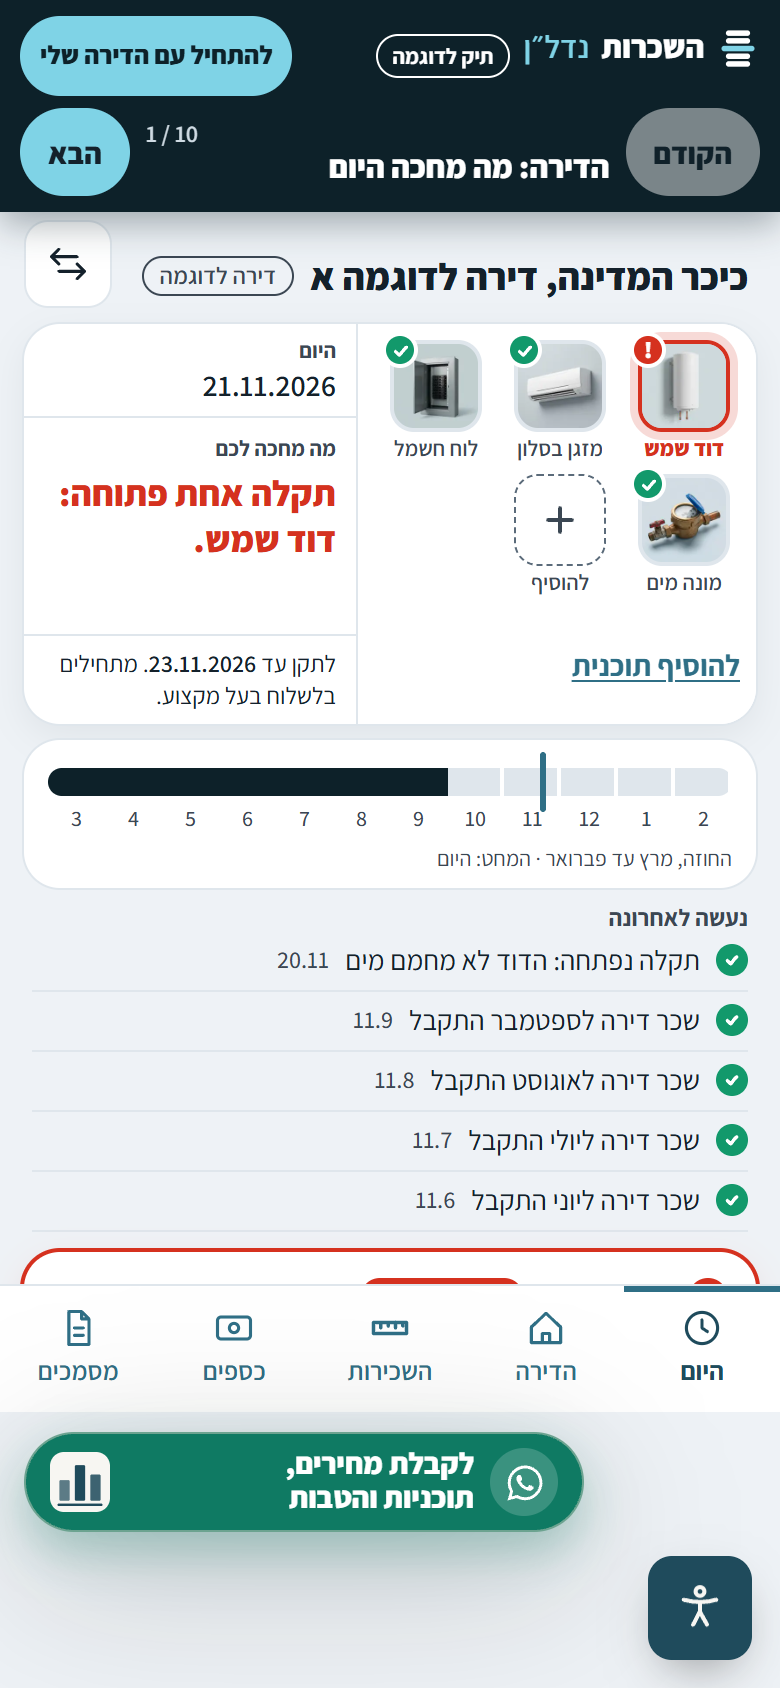 השכרות נדל״ן
תיק לדוגמה
להתחיל עם הדירה שלי
הקודם
הדירה: מה מחכה היום
1 / 10
הבא
כיכר המדינה, דירה לדוגמה א
דירה לדוגמה
דוד שמש
מזגן בסלון
לוח חשמל
מונה מים
להוסיף
להוסיף תוכנית
היום
21.11.2026
מה מחכה לכם
תקלה אחת פתוחה:
דוד שמש.
לתקן עד 23.11.2026. מתחילים
בלשלוח בעל מקצוע.
3 4 5 6 7 8 9 10 11 12 1 2
החוזה, מרץ עד פברואר · המחט: היום
נעשה לאחרונה
תקלה נפתחה: הדוד לא מחמם מים 20.11
שכר דירה לספטמבר התקבל 11.9
שכר דירה לאוגוסט התקבל 11.8
שכר דירה ליולי התקבל 11.7
שכר דירה ליוני התקבל 11.6
היום
הדירה
השכירות
כספים
מסמכים
לקבלת מחירים,
תוכניות והטבות